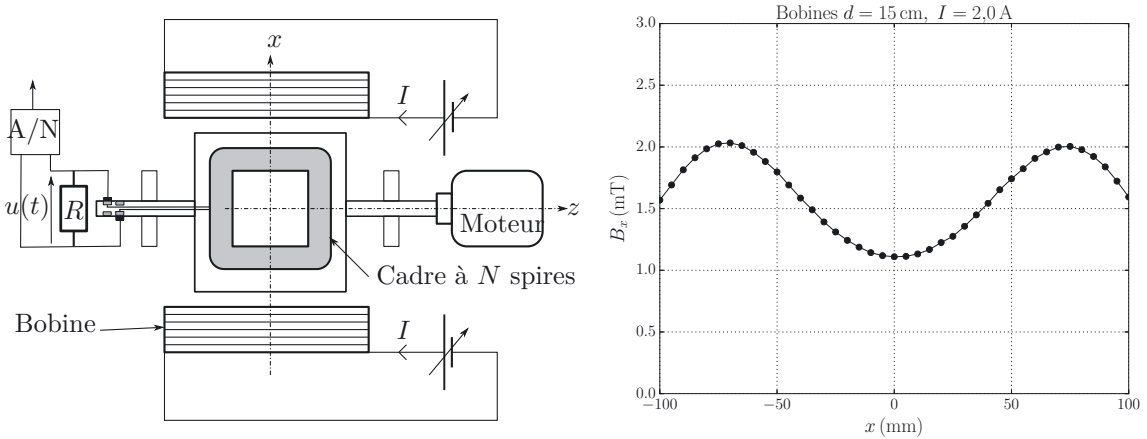 x
I
A/N
u(t)
R
Moteur
z
Cadre à N spires
Bobine
I
Bobines d = 15 cm, I = 2,0 A
3.0
2.5
2.0
1.5
1.0
0.5
0.0
B_x (mT)
−100 −50 0 50 100
x (mm)